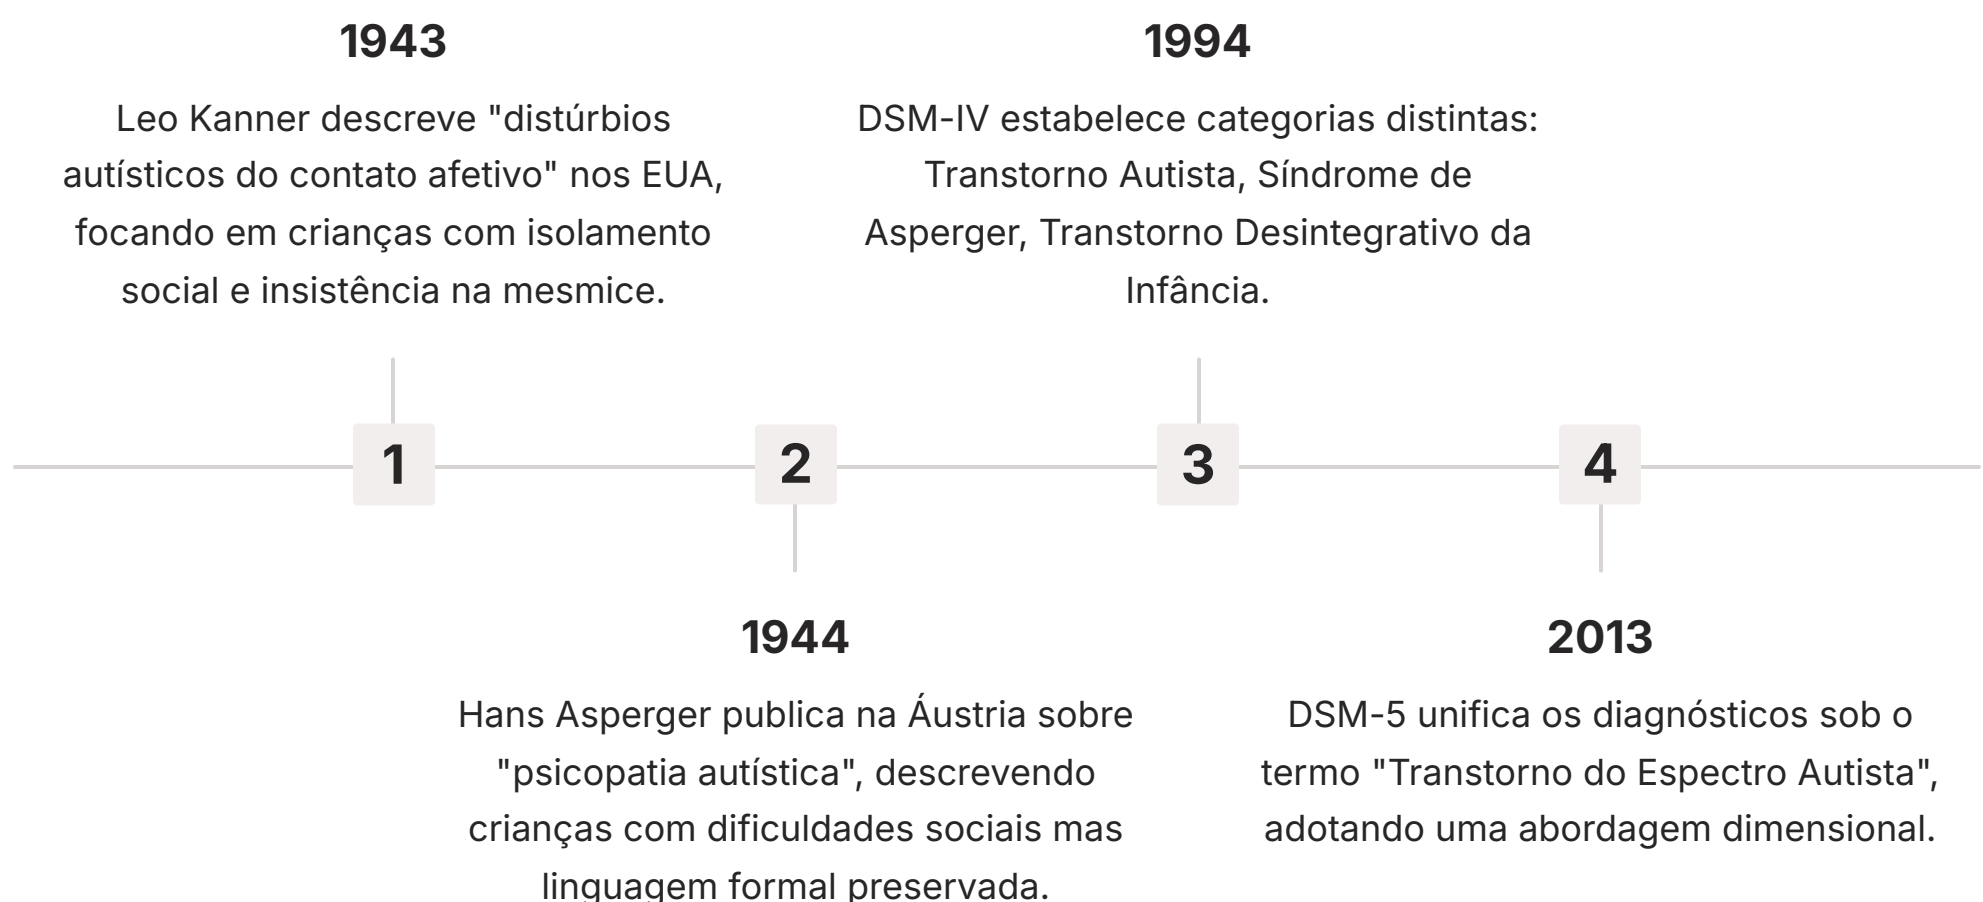 1943
Leo Kanner descreve "distúrbios
autísticos do contato afetivo" nos EUA,
focando em crianças com isolamento
social e insistência na mesmice.
1994
DSM-IV estabelece categorias distintas:
Transtorno Autista, Síndrome de
Asperger, Transtorno Desintegrativo da
Infância.
1
2
3
4
1944
Hans Asperger publica na Áustria sobre
"psicopatia autística", descrevendo
crianças com dificuldades sociais mas
linguagem formal preservada.
2013
DSM-5 unifica os diagnósticos sob o
termo "Transtorno do Espectro Autista",
adotando uma abordagem dimensional.